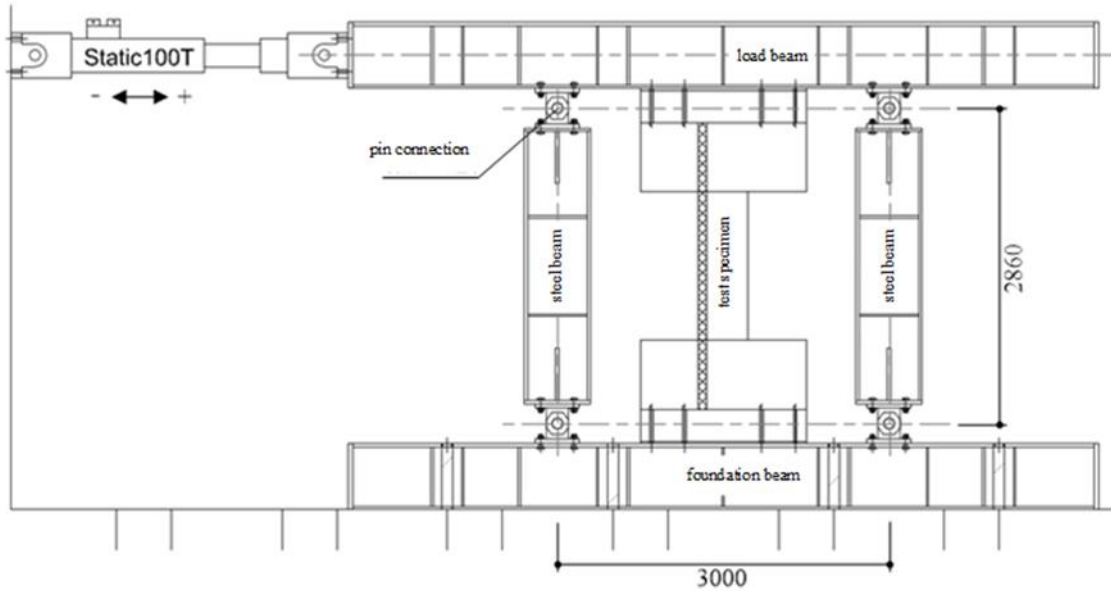 Static100T
- +
load beam
pin connection
steel beam
test specimen
steel beam
2860
foundation beam
3000